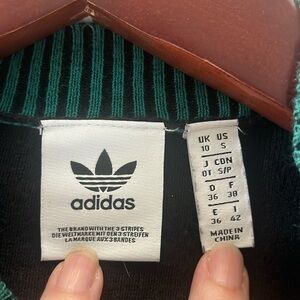 adidas
THE BRAND WITH THE 3 STRIPES
DIE WELTMARKE MIT DEN 3 STREIFEN
LA MARQUE AUX 3 BANDES
UK US
10 S
J CDN
OT S/P
D F
36 38
E I
36 42
MADE IN
CHINA